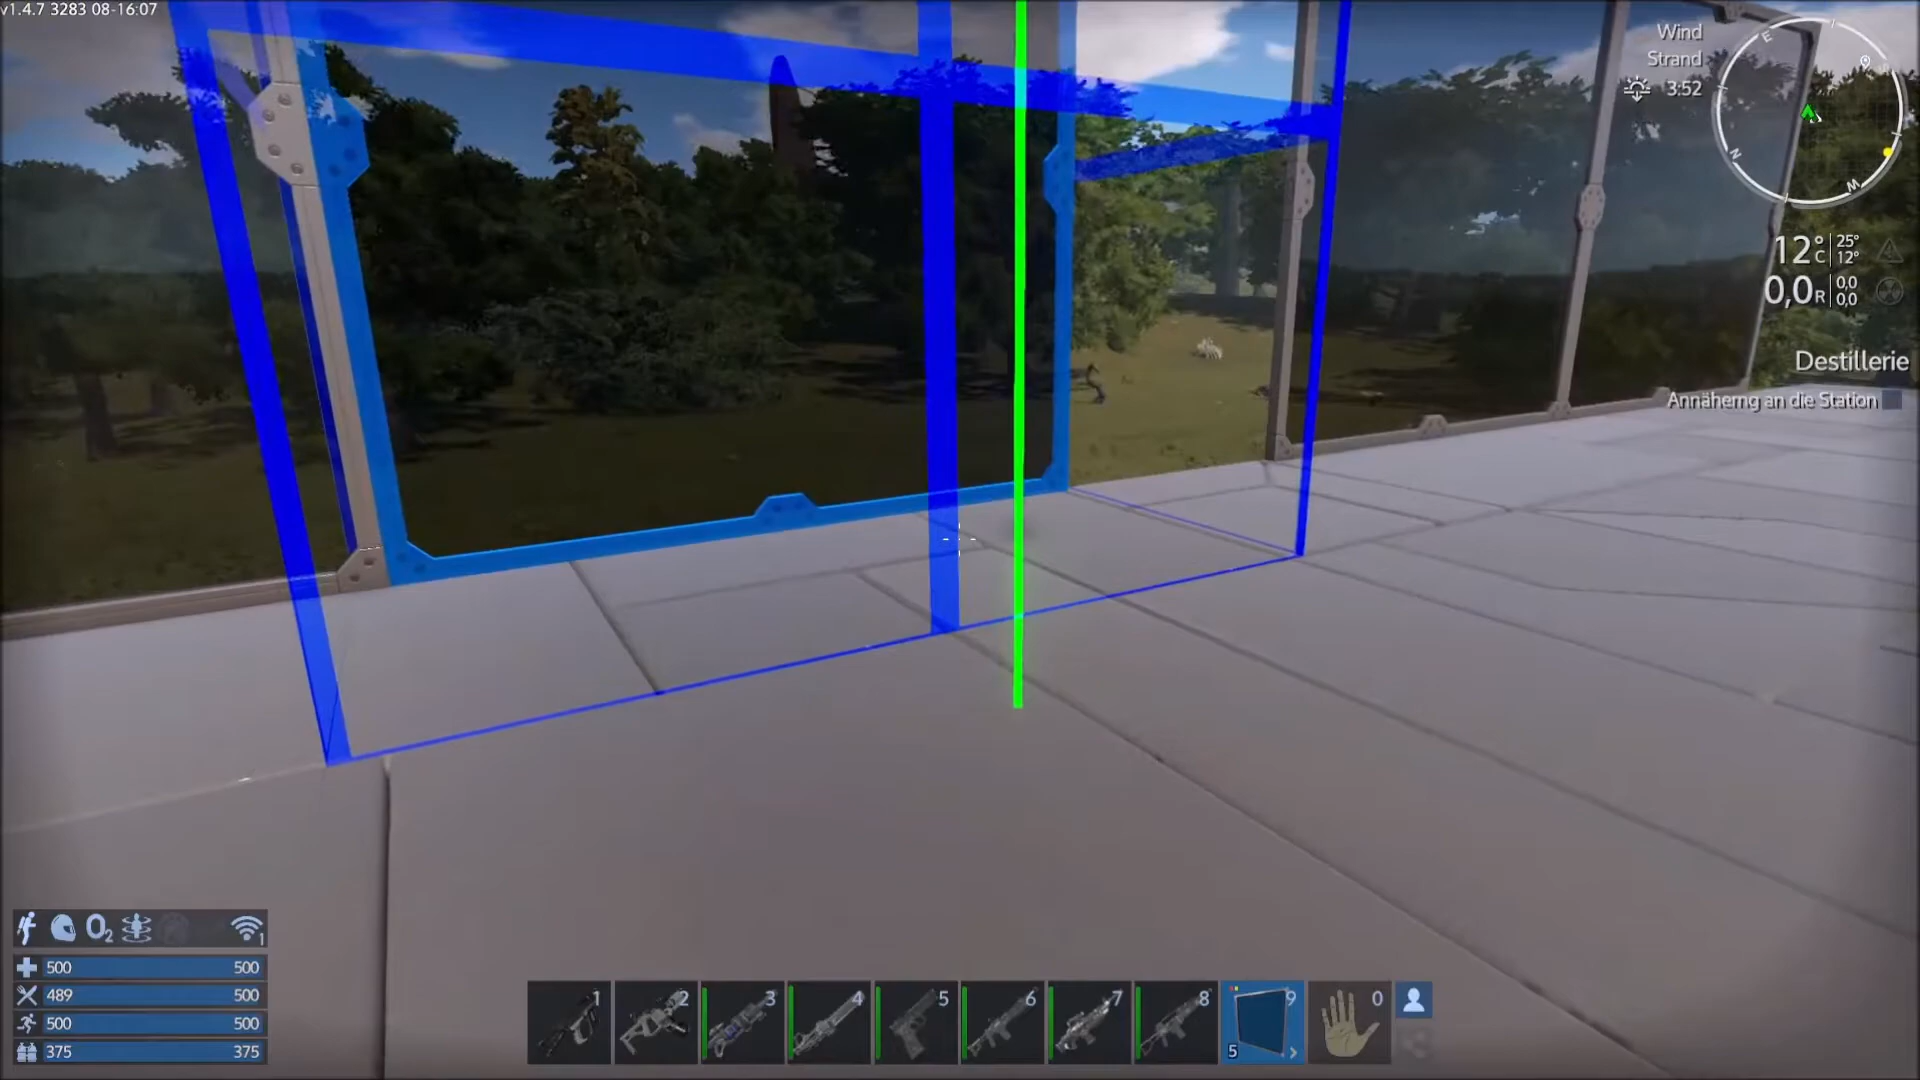 v1.4.7 3283 08-16:07
Wind
Strand
3:52
E
N
W
12°C 25° 12°
0,0R 0,0 0,0
Destillerie
Annäherng an die Station
O2
1
500 500
489 500
500 500
375 375
1 2 3 4 5 6 7 8 9 0
5